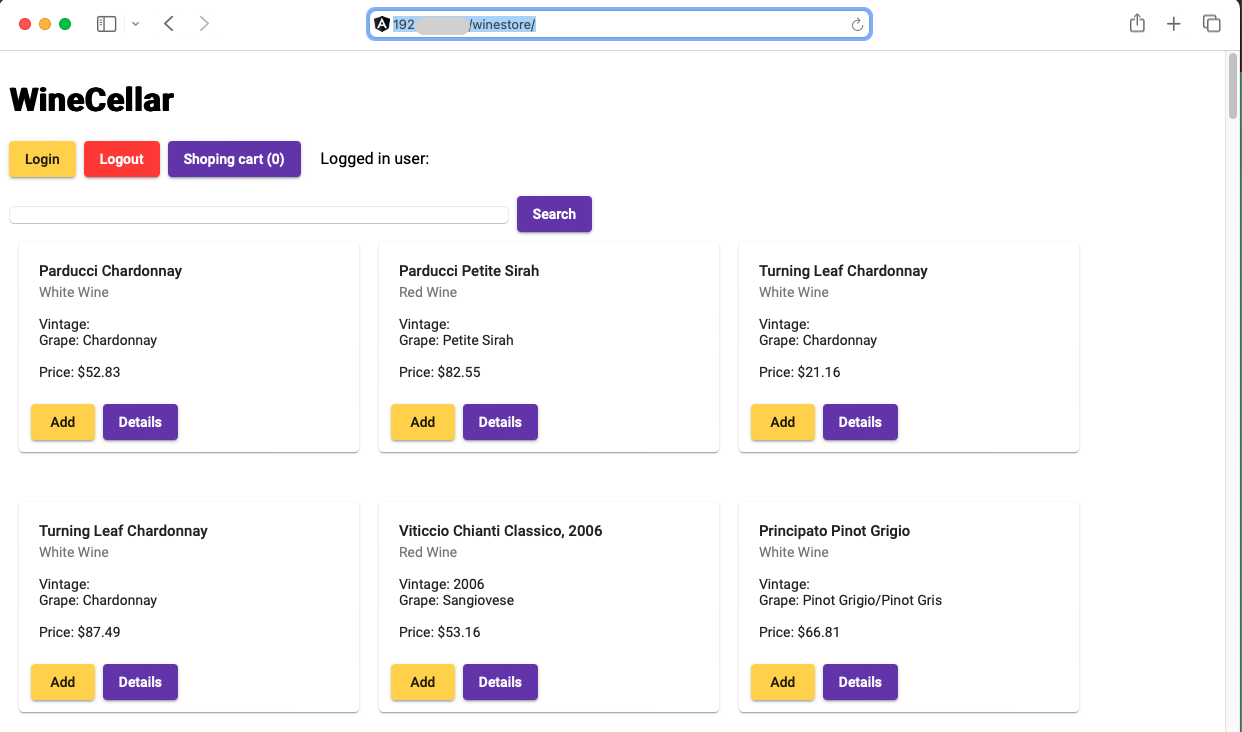 192 /winestore/
WineCellar
Login Logout Shoping cart (0) Logged in user:
Search
Parducci Chardonnay
White Wine
Vintage:
Grape: Chardonnay
Price: $52.83
Add Details
Parducci Petite Sirah
Red Wine
Vintage:
Grape: Petite Sirah
Price: $82.55
Add Details
Turning Leaf Chardonnay
White Wine
Vintage:
Grape: Chardonnay
Price: $21.16
Add Details
Turning Leaf Chardonnay
White Wine
Vintage:
Grape: Chardonnay
Price: $87.49
Add Details
Viticcio Chianti Classico, 2006
Red Wine
Vintage: 2006
Grape: Sangiovese
Price: $53.16
Add Details
Principato Pinot Grigio
White Wine
Vintage:
Grape: Pinot Grigio/Pinot Gris
Price: $66.81
Add Details